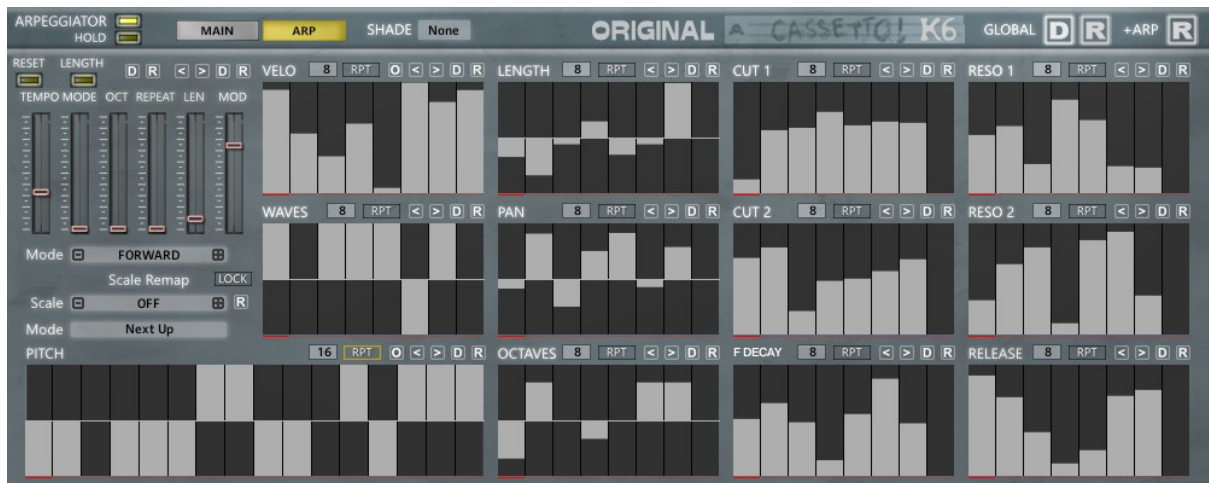 ARPEGGIATOR MAIN ARP SHADE None ORIGINAL A CASSETTO! K6 GLOBAL D R +ARP R
HOLD
RESET LENGTH D R < > D R VELO 8 RPT O < > D R LENGTH 8 RPT < > D R CUT 1 8 RPT < > D R RESO 1 8 RPT < > D R
TEMPO MODE OCT REPEAT LEN MOD
WAVES 8 RPT < > D R PAN 8 RPT < > D R CUT 2 8 RPT < > D R RESO 2 8 RPT < > D R
Mode FORWARD
Scale Remap LOCK
Scale OFF R
Mode Next Up
PITCH 16 RPT O < > D R OCTAVES 8 RPT < > D R F DECAY 8 RPT < > D R RELEASE 8 RPT < > D R